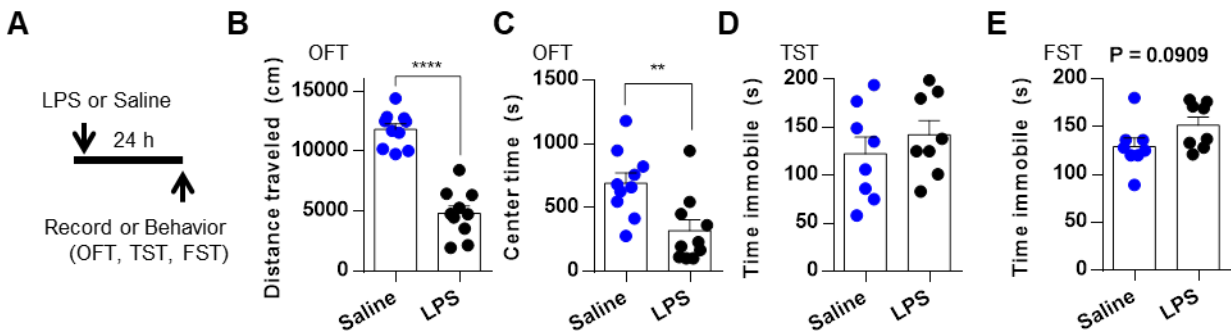 A
LPS or Saline
24 h
Record or Behavior
(OFT, TST, FST)
B
OFT
****
Distance traveled (cm)
15000
10000
5000
0
Saline
LPS
C
OFT
**
Center time (s)
1500
1000
500
0
Saline
LPS
D
TST
Time immobile (s)
200
150
100
50
0
Saline
LPS
E
FST
P = 0.0909
Time immobile (s)
200
150
100
50
0
Saline
LPS